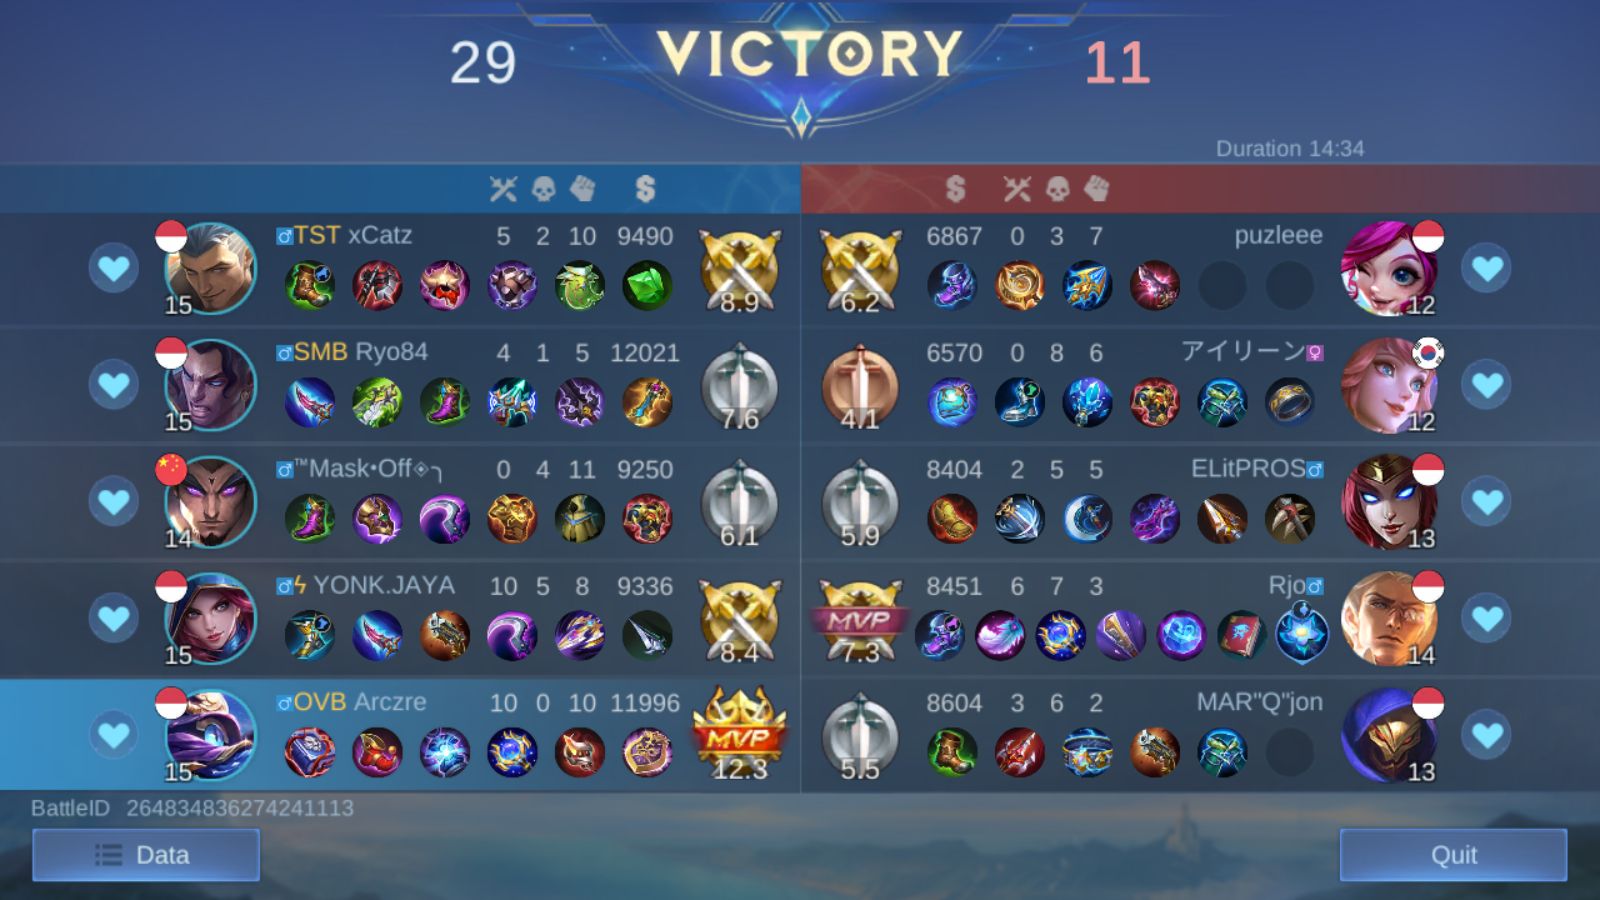 29 VICTORY 11
Duration 14:34
TST xCatz 5 2 10 9490
15 8.9
6867 0 3 7 puzleee
6.2 12
SMB Ryo84 4 1 5 12021
15 7.6
6570 0 8 6 アイリーン
4.1 12
™Mask•Off◈╮ 0 4 11 9250
14 6.1
8404 2 5 5 ELitPROS
5.9 13
ϟ YONK.JAYA 10 5 8 9336
15 8.4
8451 6 7 3 Rjo
MVP
7.3 14
OVB Arczre 10 0 10 11996
MVP
15 12.3
8604 3 6 2 MAR"Q"jon
5.5 13
BattleID 264834836274241113
Data Quit